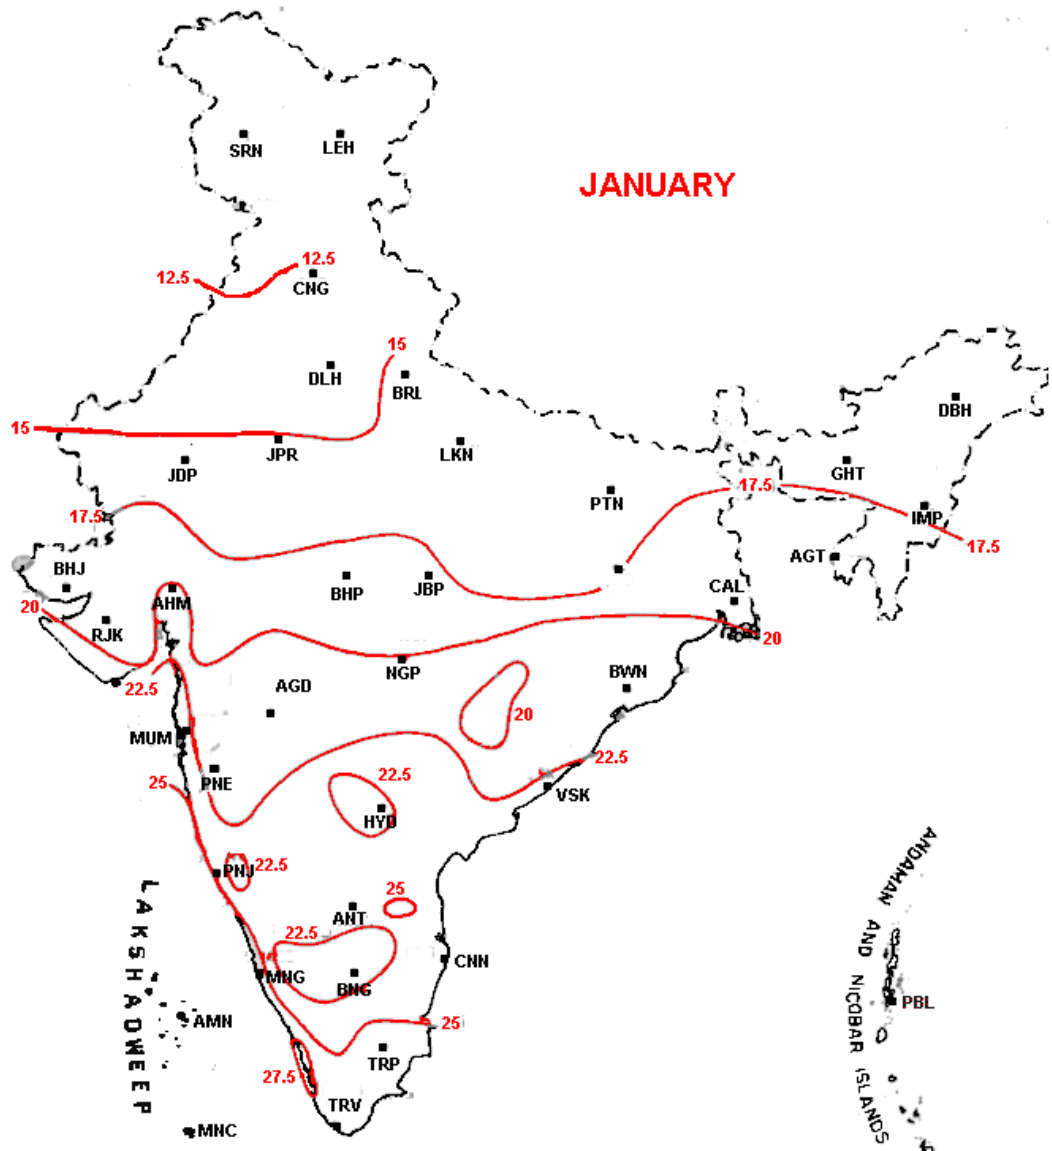 SRN
LEH
JANUARY
12.5
12.5
CNG
15
DLH
BRL
DBH
15
JPR
LKN
JDP
GHT
17.5
PTN
17.5
IMP
17.5
AGT
BHJ
BHP
JBP
CAL
AHM
20
RJK
20
NGP
BWN
22.5
AGD
20
MUM
22.5
PNE
25
22.5
VSK
HYD
22.5
PNJ
ANDAMAN AND NICOBAR ISLANDS
LAKSHADWEEP
25
ANT
22.5
CNN
MNG
BNG
PBL
AMN
25
TRP
27.5
TRV
MNC